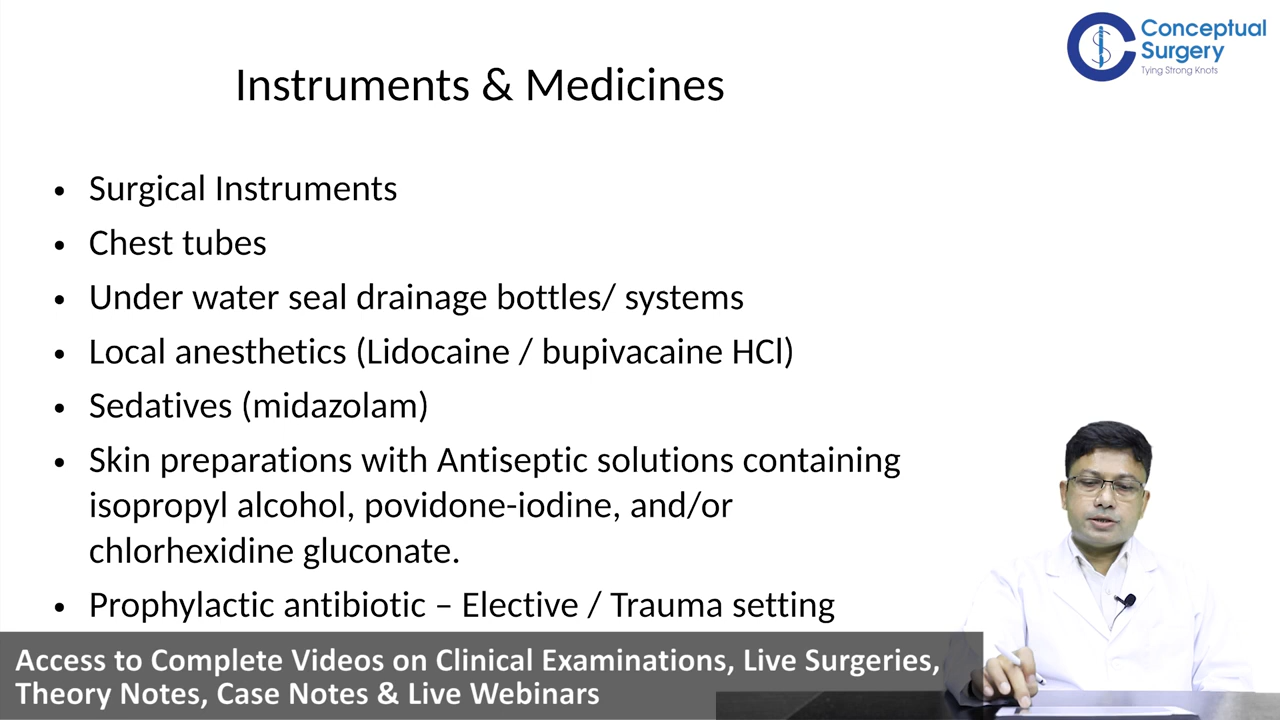 Conceptual
Surgery
Tying Strong Knots
Instruments & Medicines
• Surgical Instruments
• Chest tubes
• Under water seal drainage bottles/ systems
• Local anesthetics (Lidocaine / bupivacaine HCl)
• Sedatives (midazolam)
• Skin preparations with Antiseptic solutions containing
isopropyl alcohol, povidone-iodine, and/or
chlorhexidine gluconate.
• Prophylactic antibiotic – Elective / Trauma setting
Access to Complete Videos on Clinical Examinations, Live Surgeries,
Theory Notes, Case Notes & Live Webinars